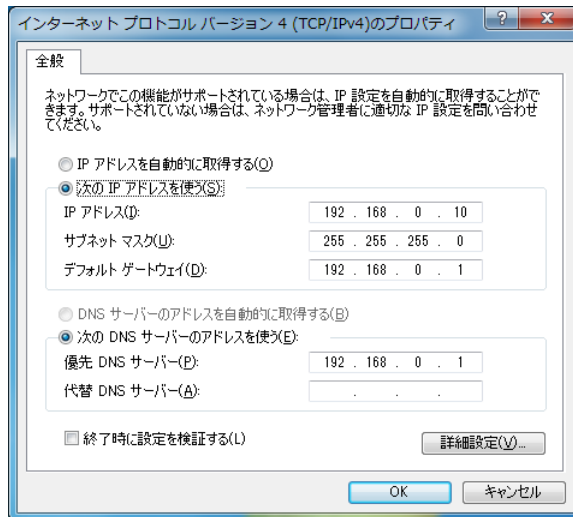 インターネット プロトコル バージョン 4 (TCP/IPv4)のプロパティ
全般
ネットワークでこの機能がサポートされている場合は、IP 設定を自動的に取得することがで
きます。サポートされていない場合は、ネットワーク管理者に適切な IP 設定を問い合わせ
てください。
IP アドレスを自動的に取得する(O)
次の IP アドレスを使う(S):
IP アドレス(I): 192 . 168 . 0 . 10
サブネット マスク(U): 255 . 255 . 255 . 0
デフォルト ゲートウェイ(D): 192 . 168 . 0 . 1
DNS サーバーのアドレスを自動的に取得する(B)
次の DNS サーバーのアドレスを使う(E):
優先 DNS サーバー(P): 192 . 168 . 0 . 1
代替 DNS サーバー(A): . . .
終了時に設定を検証する(L)
詳細設定(V)...
OK キャンセル